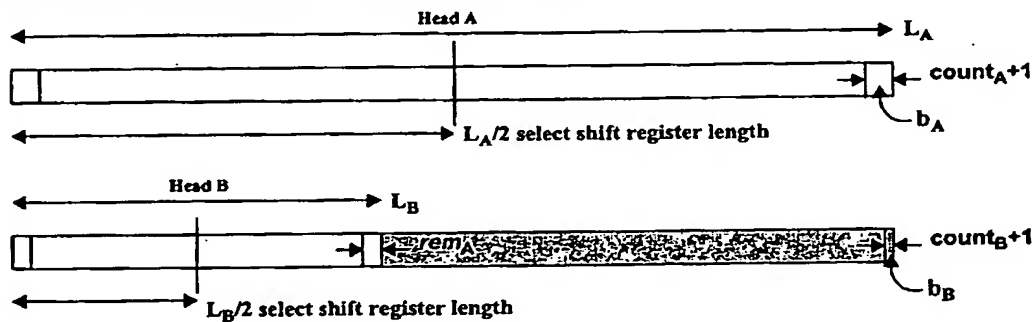 Head A
L_A
count_A+1
b_A
L_A/2 select shift register length
Head B
L_B
rem_A
count_B+1
b_B
L_B/2 select shift register length